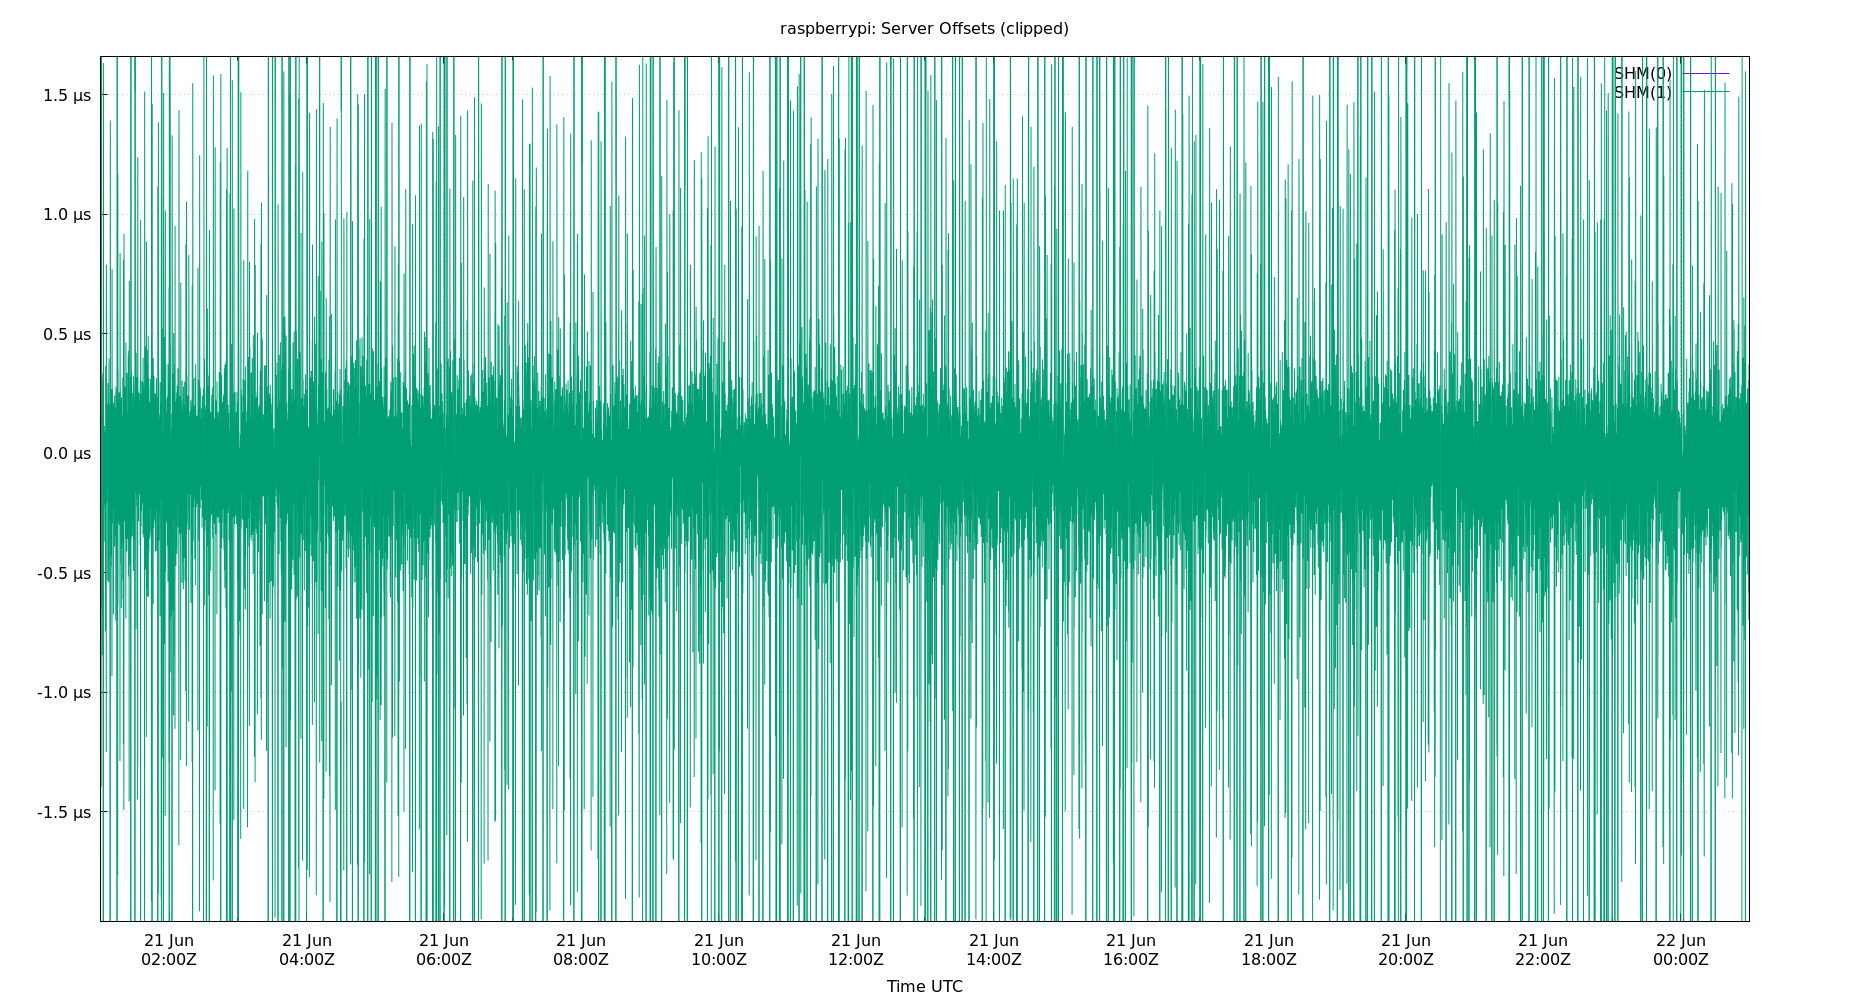 raspberrypi: Server Offsets (clipped)
SHM(0)
SHM(1)
1.5 µs
1.0 µs
0.5 µs
0.0 µs
-0.5 µs
-1.0 µs
-1.5 µs
21 Jun 21 Jun 21 Jun 21 Jun 21 Jun 21 Jun 21 Jun 21 Jun 21 Jun 21 Jun 21 Jun 22 Jun
02:00Z 04:00Z 06:00Z 08:00Z 10:00Z 12:00Z 14:00Z 16:00Z 18:00Z 20:00Z 22:00Z 00:00Z
Time UTC